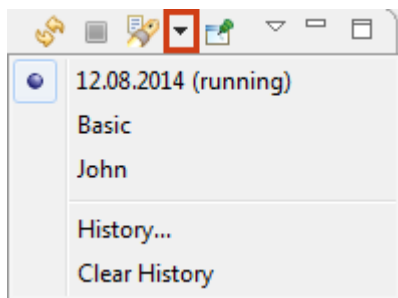 12.08.2014 (running)
Basic
John
History...
Clear History